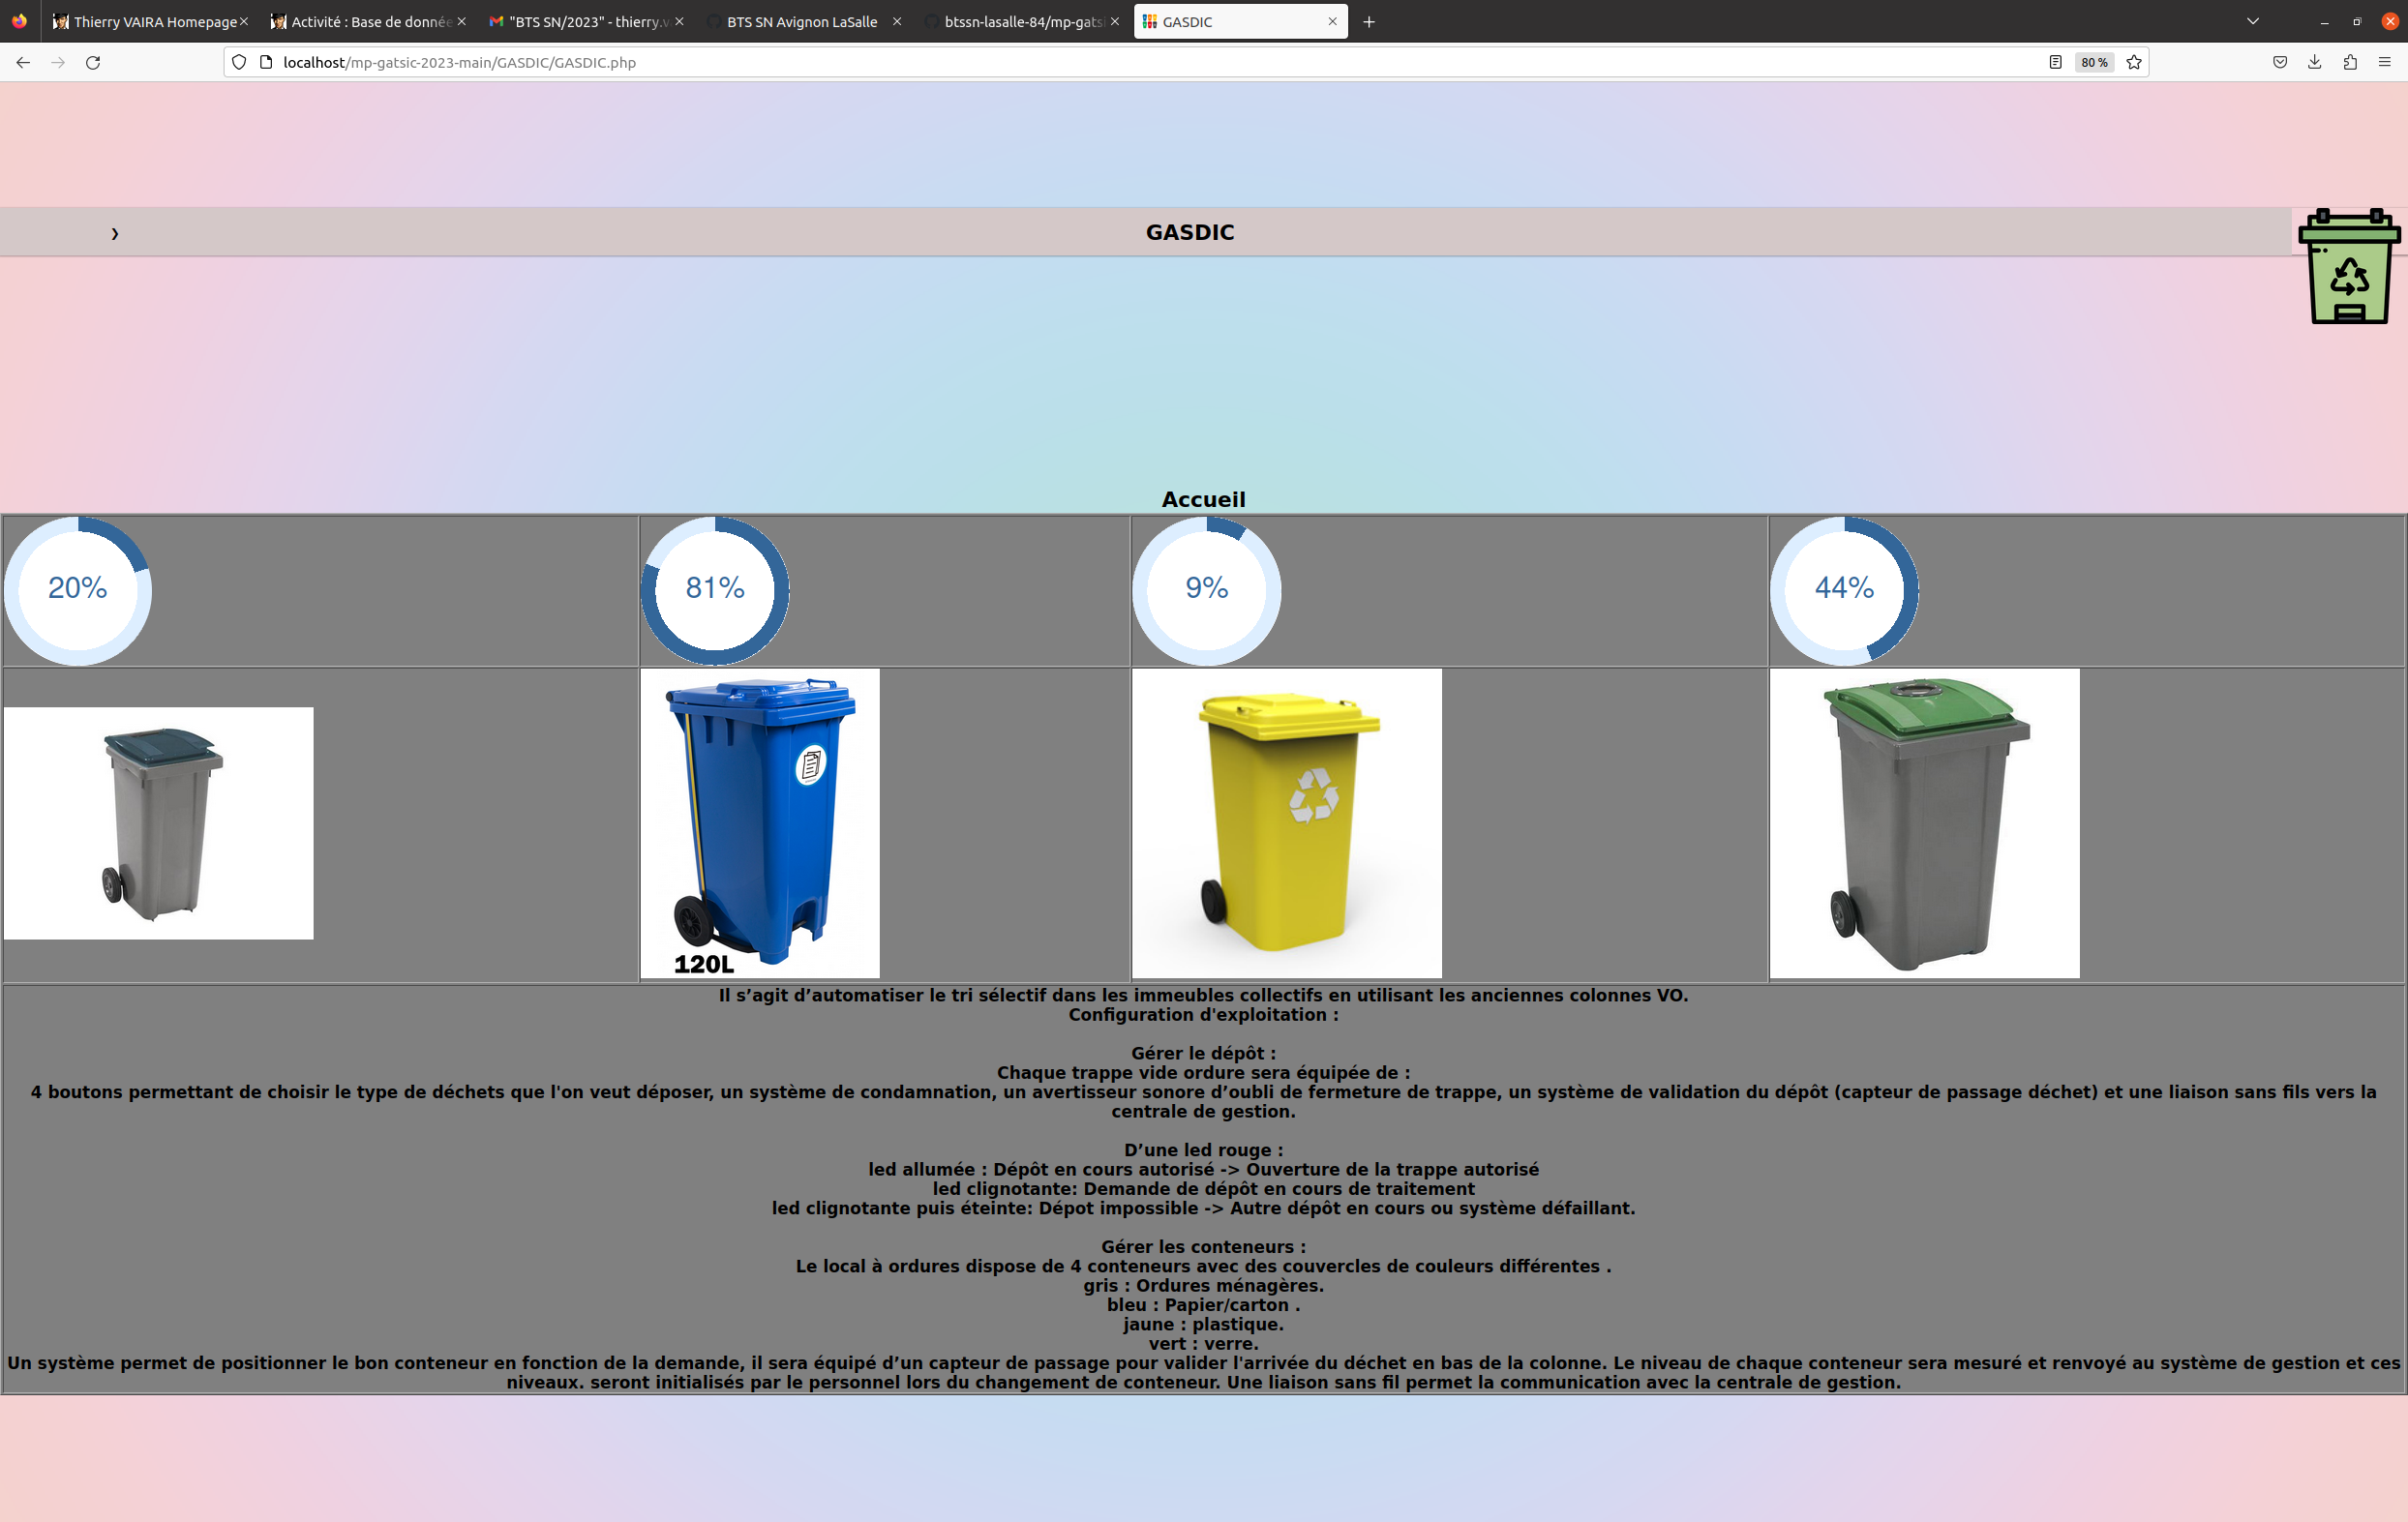 Thierry VAIRA Homepage
Activité : Base de donnée
"BTS SN/2023" - thierry.v
BTS SN Avignon LaSalle
btssn-lasalle-84/mp-gatsi
GASDIC
localhost/mp-gatsic-2023-main/GASDIC/GASDIC.php
80 %
❯
GASDIC
Accueil
20%
81%
9%
44%
120L
Il s’agit d’automatiser le tri sélectif dans les immeubles collectifs en utilisant les anciennes colonnes VO.
Configuration d'exploitation :
Gérer le dépôt :
Chaque trappe vide ordure sera équipée de :
4 boutons permettant de choisir le type de déchets que l'on veut déposer, un système de condamnation, un avertisseur sonore d’oubli de fermeture de trappe, un système de validation du dépôt (capteur de passage déchet) et une liaison sans fils vers la
centrale de gestion.
D’une led rouge :
led allumée : Dépôt en cours autorisé -> Ouverture de la trappe autorisé
led clignotante: Demande de dépôt en cours de traitement
led clignotante puis éteinte: Dépot impossible -> Autre dépôt en cours ou système défaillant.
Gérer les conteneurs :
Le local à ordures dispose de 4 conteneurs avec des couvercles de couleurs différentes .
gris : Ordures ménagères.
bleu : Papier/carton .
jaune : plastique.
vert : verre.
Un système permet de positionner le bon conteneur en fonction de la demande, il sera équipé d’un capteur de passage pour valider l'arrivée du déchet en bas de la colonne. Le niveau de chaque conteneur sera mesuré et renvoyé au système de gestion et ces
niveaux. seront initialisés par le personnel lors du changement de conteneur. Une liaison sans fil permet la communication avec la centrale de gestion.